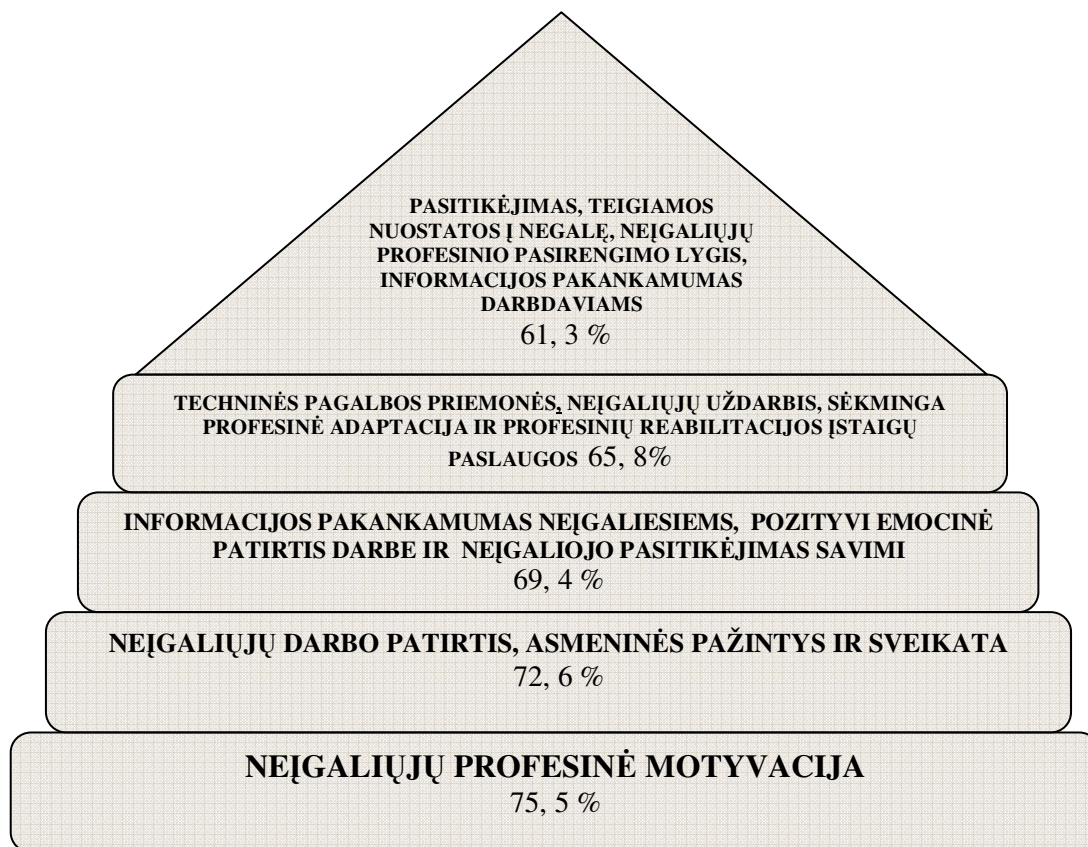 PASITIKĖJIMAS, TEIGIAMOS
NUOSTATOS Į NEGALĘ, NEĮGALIŲJŲ
PROFESINIO PASIRENGIMO LYGIS,
INFORMACIJOS PAKANKAMUMAS
DARBDAVIAMS
61, 3 %
TECHNINĖS PAGALBOS PRIEMONĖS, NEĮGALIŲJŲ UŽDARBIS, SĖKMINGA
PROFESINĖ ADAPTACIJA IR PROFESINIŲ REABILITACIJOS ĮSTAIGŲ
PASLAUGOS 65, 8%
INFORMACIJOS PAKANKAMUMAS NEĮGALIESIEMS, POZITYVI EMOCINĖ
PATIRTIS DARBE IR NEĮGALIOJO PASITIKĖJIMAS SAVIMI
69, 4 %
NEĮGALIŲJŲ DARBO PATIRTIS, ASMENINĖS PAŽINTYS IR SVEIKATA
72, 6 %
NEĮGALIŲJŲ PROFESINĖ MOTYVACIJA
75, 5 %